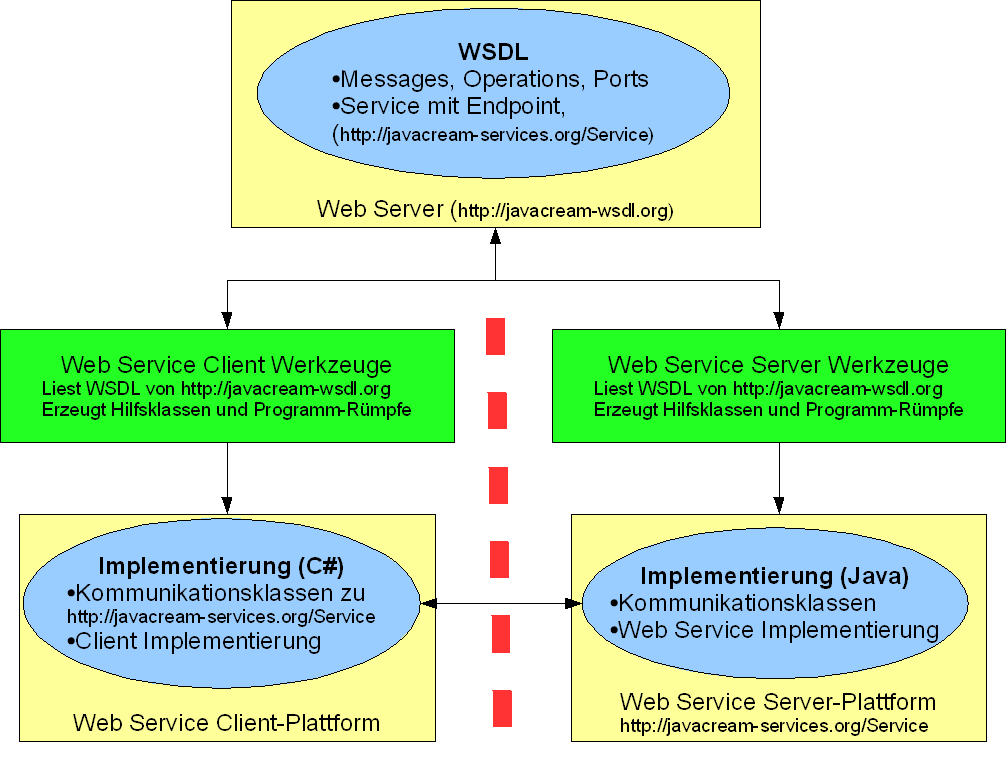 WSDL
•Messages, Operations, Ports
•Service mit Endpoint,
(http://javacream-services.org/Service)
Web Server (http://javacream-wsdl.org)
Web Service Client Werkzeuge
Liest WSDL von http://javacream-wsdl.org
Erzeugt Hilfsklassen und Programm-Rümpfe
Web Service Server Werkzeuge
Liest WSDL von http://javacream-wsdl.org
Erzeugt Hilfsklassen und Programm-Rümpfe
Implementierung (C#)
•Kommunikationsklassen zu
http://javacream-services.org/Service
•Client Implementierung
Web Service Client-Plattform
Implementierung (Java)
•Kommunikationsklassen
•Web Service Implementierung
Web Service Server-Plattform
http://javacream-services.org/Service